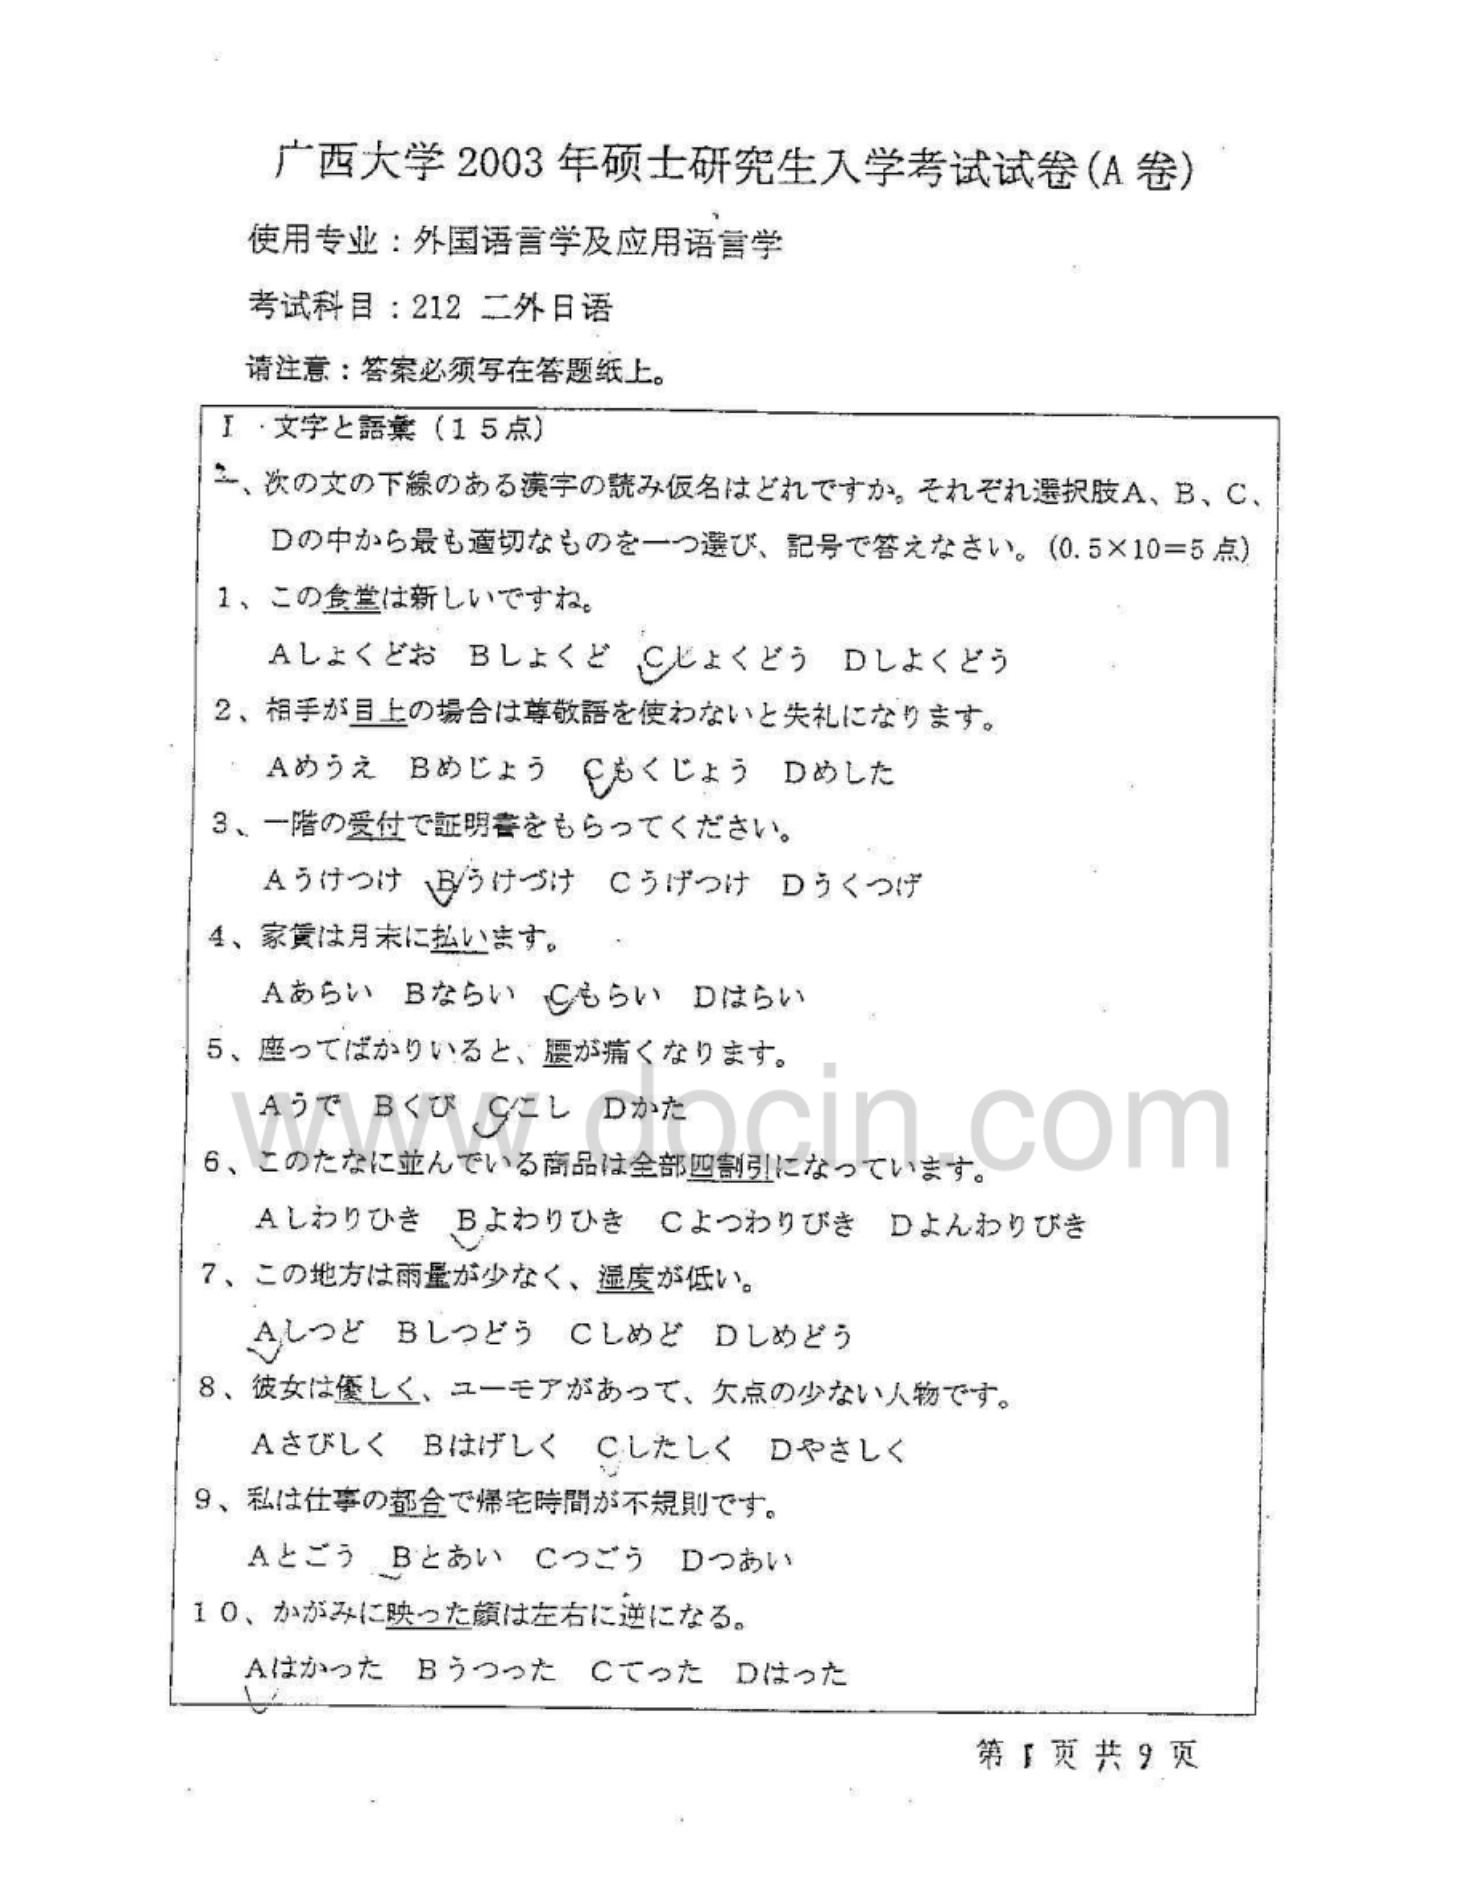 广西大学 2003 年硕士研究生入学考试试卷(A 卷)
使用专业：外国语言学及应用语言学
考试科目：212 二外日语
请注意：答案必须写在答题纸上。
Ⅰ・文字と語彙（１５点）
一、次の文の下線のある漢字の読み仮名はどれですか。それぞれ選択肢Ａ、Ｂ、Ｃ、
Ｄの中から最も適切なものを一つ選び、記号で答えなさい。(0.5×10＝5 点)
１、この食堂は新しいですね。
Ａしょくどお　Ｂしょくど　Ｃしょくどう　Ｄしよくどう
２、相手が目上の場合は尊敬語を使わないと失礼になります。
Ａめうえ　Ｂめじょう　Ｃもくじょう　Ｄめした
３、一階の受付で証明書をもらってください。
Ａうけつけ　Ｂうけづけ　Ｃうげつけ　Ｄうくつげ
４、家賃は月末に払います。
Ａあらい　Ｂならい　Ｃもらい　Ｄはらい
５、座ってばかりいると、腰が痛くなります。
Ａうで　Ｂくび　Ｃこし　Ｄかた
www.docin.com
６、このたなに並んでいる商品は全部四割引になっています。
Ａしわりひき　Ｂよわりひき　Ｃよつわりびき　Ｄよんわりびき
７、この地方は雨量が少なく、湿度が低い。
Ａしつど　Ｂしつどう　Ｃしめど　Ｄしめどう
８、彼女は優しく、ユーモアがあって、欠点の少ない人物です。
Ａさびしく　Ｂはげしく　Ｃしたしく　Ｄやさしく
９、私は仕事の都合で帰宅時間が不規則です。
Ａとごう　Ｂとあい　Ｃつごう　Ｄつあい
１０、かがみに映った顔は左右に逆になる。
Ａはかった　Ｂうつった　Ｃてった　Ｄはった
第 1 页 共 9 页